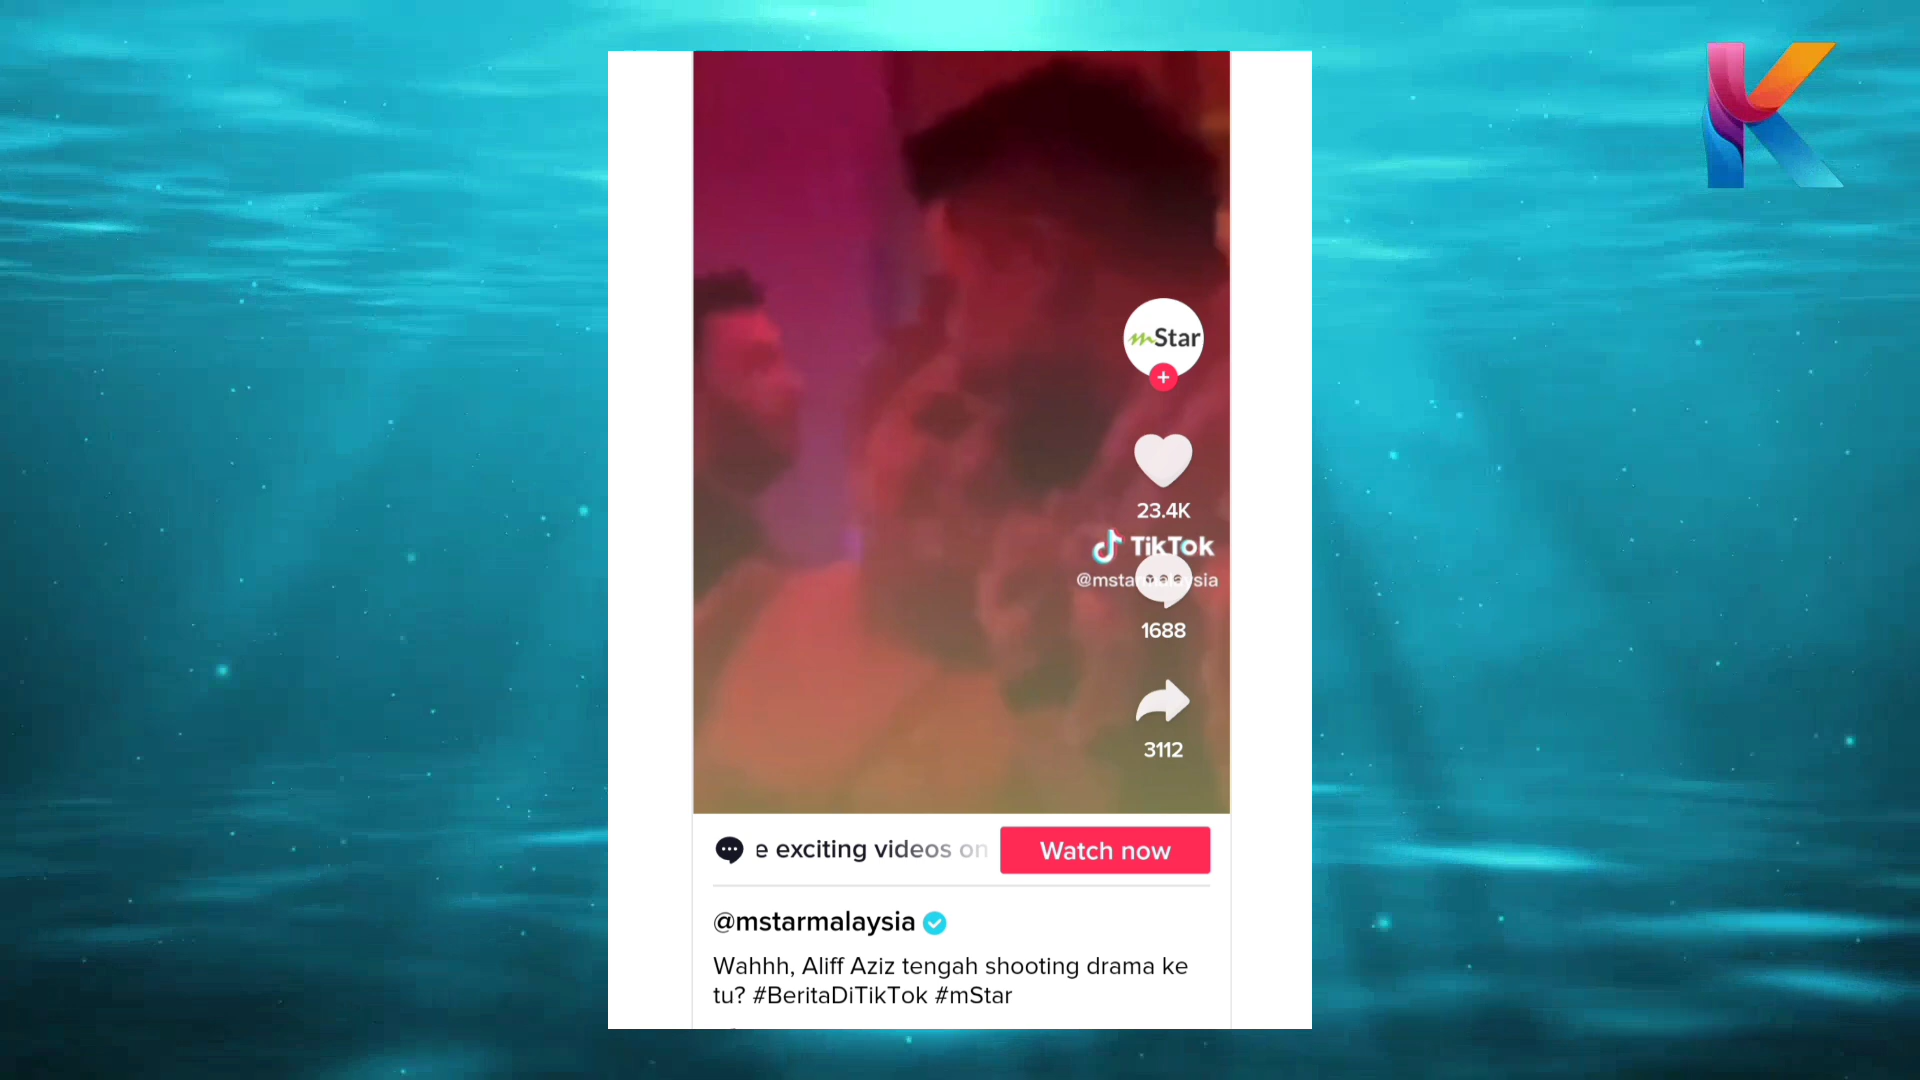 K
mStar
23.4K
TikTok
1688
3112
e exciting videos on
Watch now
@mstarmalaysia
Wahhh, Aliff Aziz tengah shooting drama ke
tu? #BeritaDiTikTok #mStar